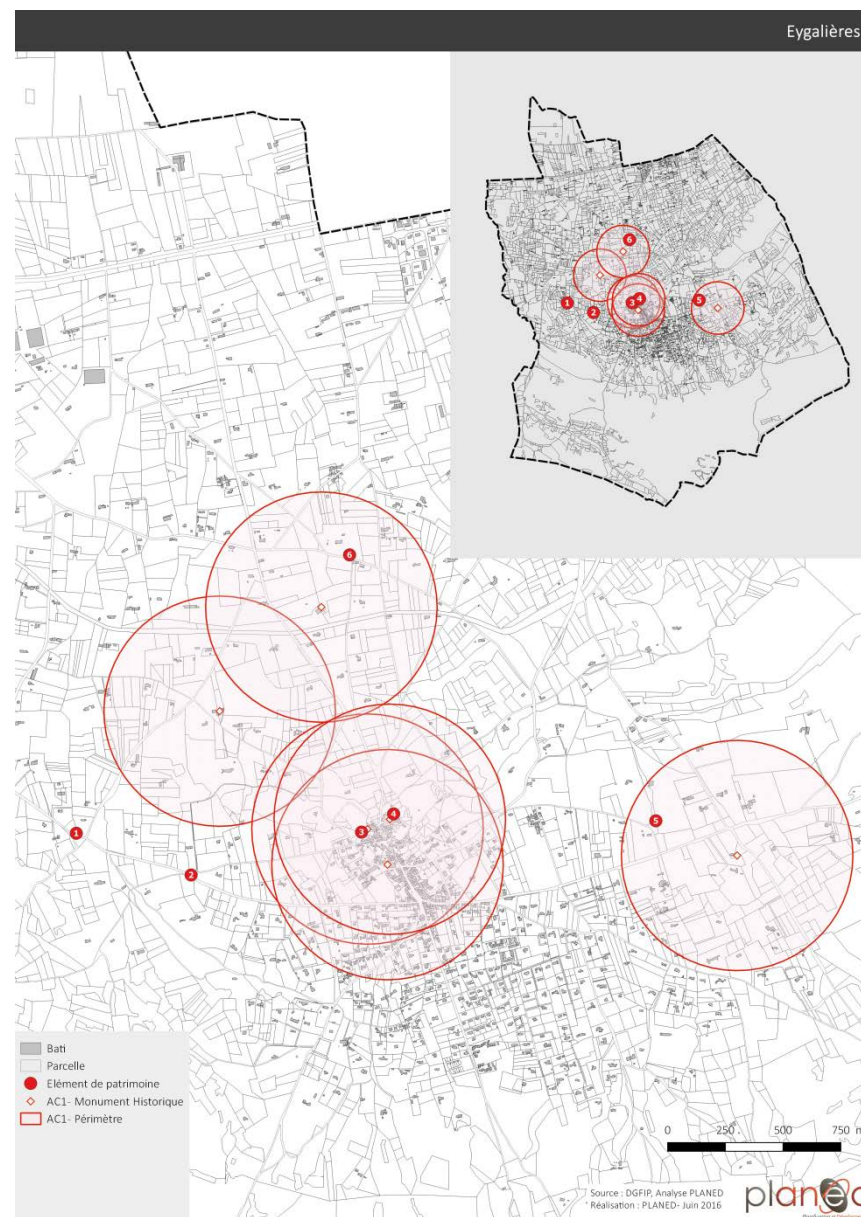 Eygalières
6
1
2
3
4
5
6
1
2
3
4
5
Bati
Parcelle
Elément de patrimoine
AC1- Monument Historique
AC1- Périmètre
0 250 500 750 m
Source : DGFIP, Analyse PLANED
Réalisation : PLANED- Juin 2016
planed